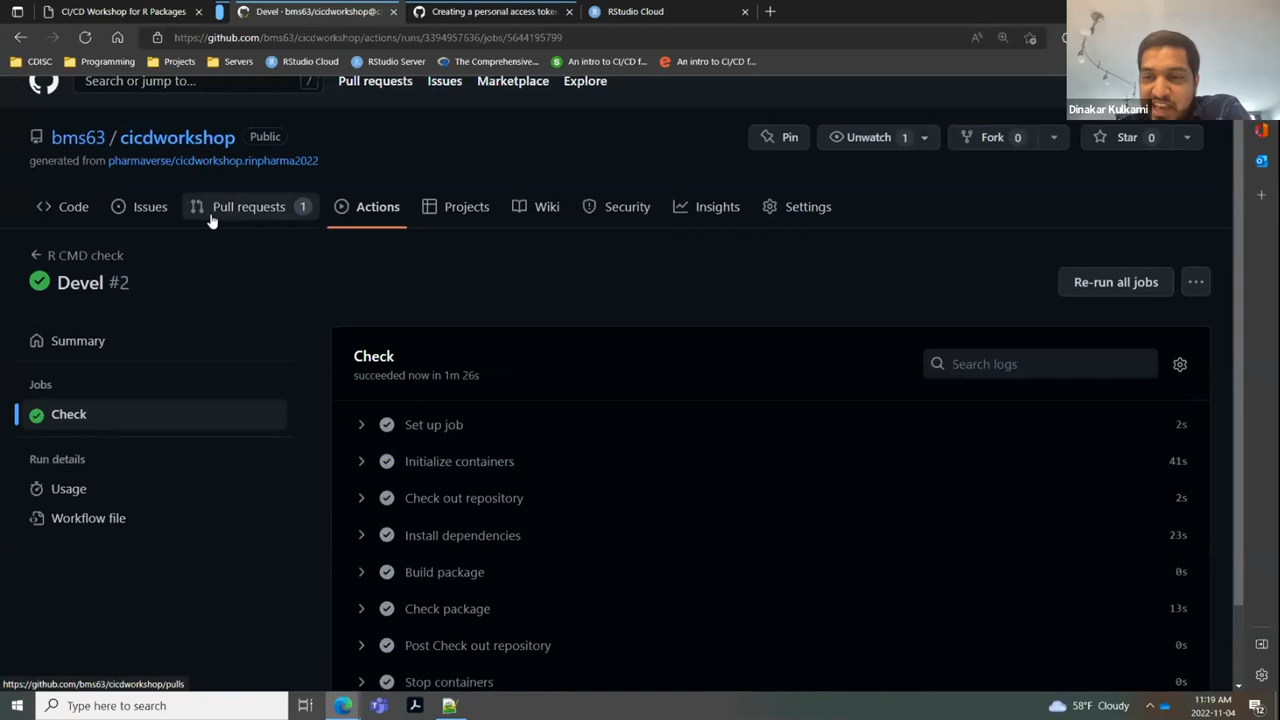 CI/CD Workshop for R Packages
Devel · bms63/cicdworkshop@c
Creating a personal access toke
RStudio Cloud
https://github.com/bms63/cicdworkshop/actions/runs/3394957636/jobs/5644195799
CDISC
Programming
Projects
Servers
RStudio Cloud
RStudio Server
The Comprehensive...
An intro to CI/CD f...
An intro to CI/CD f...
Search or jump to...
/
Pull requests
Issues
Marketplace
Explore
Dinakar Kulkarni
bms63 / cicdworkshop
Public
Pin
Unwatch 1
Fork 0
Star 0
generated from pharmaverse/cicdworkshop.rinpharma2022
Code
Issues
Pull requests 1
Actions
Projects
Wiki
Security
Insights
Settings
R CMD check
Devel #2
Re-run all jobs
Summary
Jobs
Check
Run details
Usage
Workflow file
Check
succeeded now in 1m 26s
Search logs
Set up job 2s
Initialize containers 41s
Check out repository 2s
Install dependencies 23s
Build package 0s
Check package 13s
Post Check out repository 0s
Stop containers 0s
https://github.com/bms63/cicdworkshop/pulls
Type here to search
58°F Cloudy
11:19 AM
2022-11-04
12